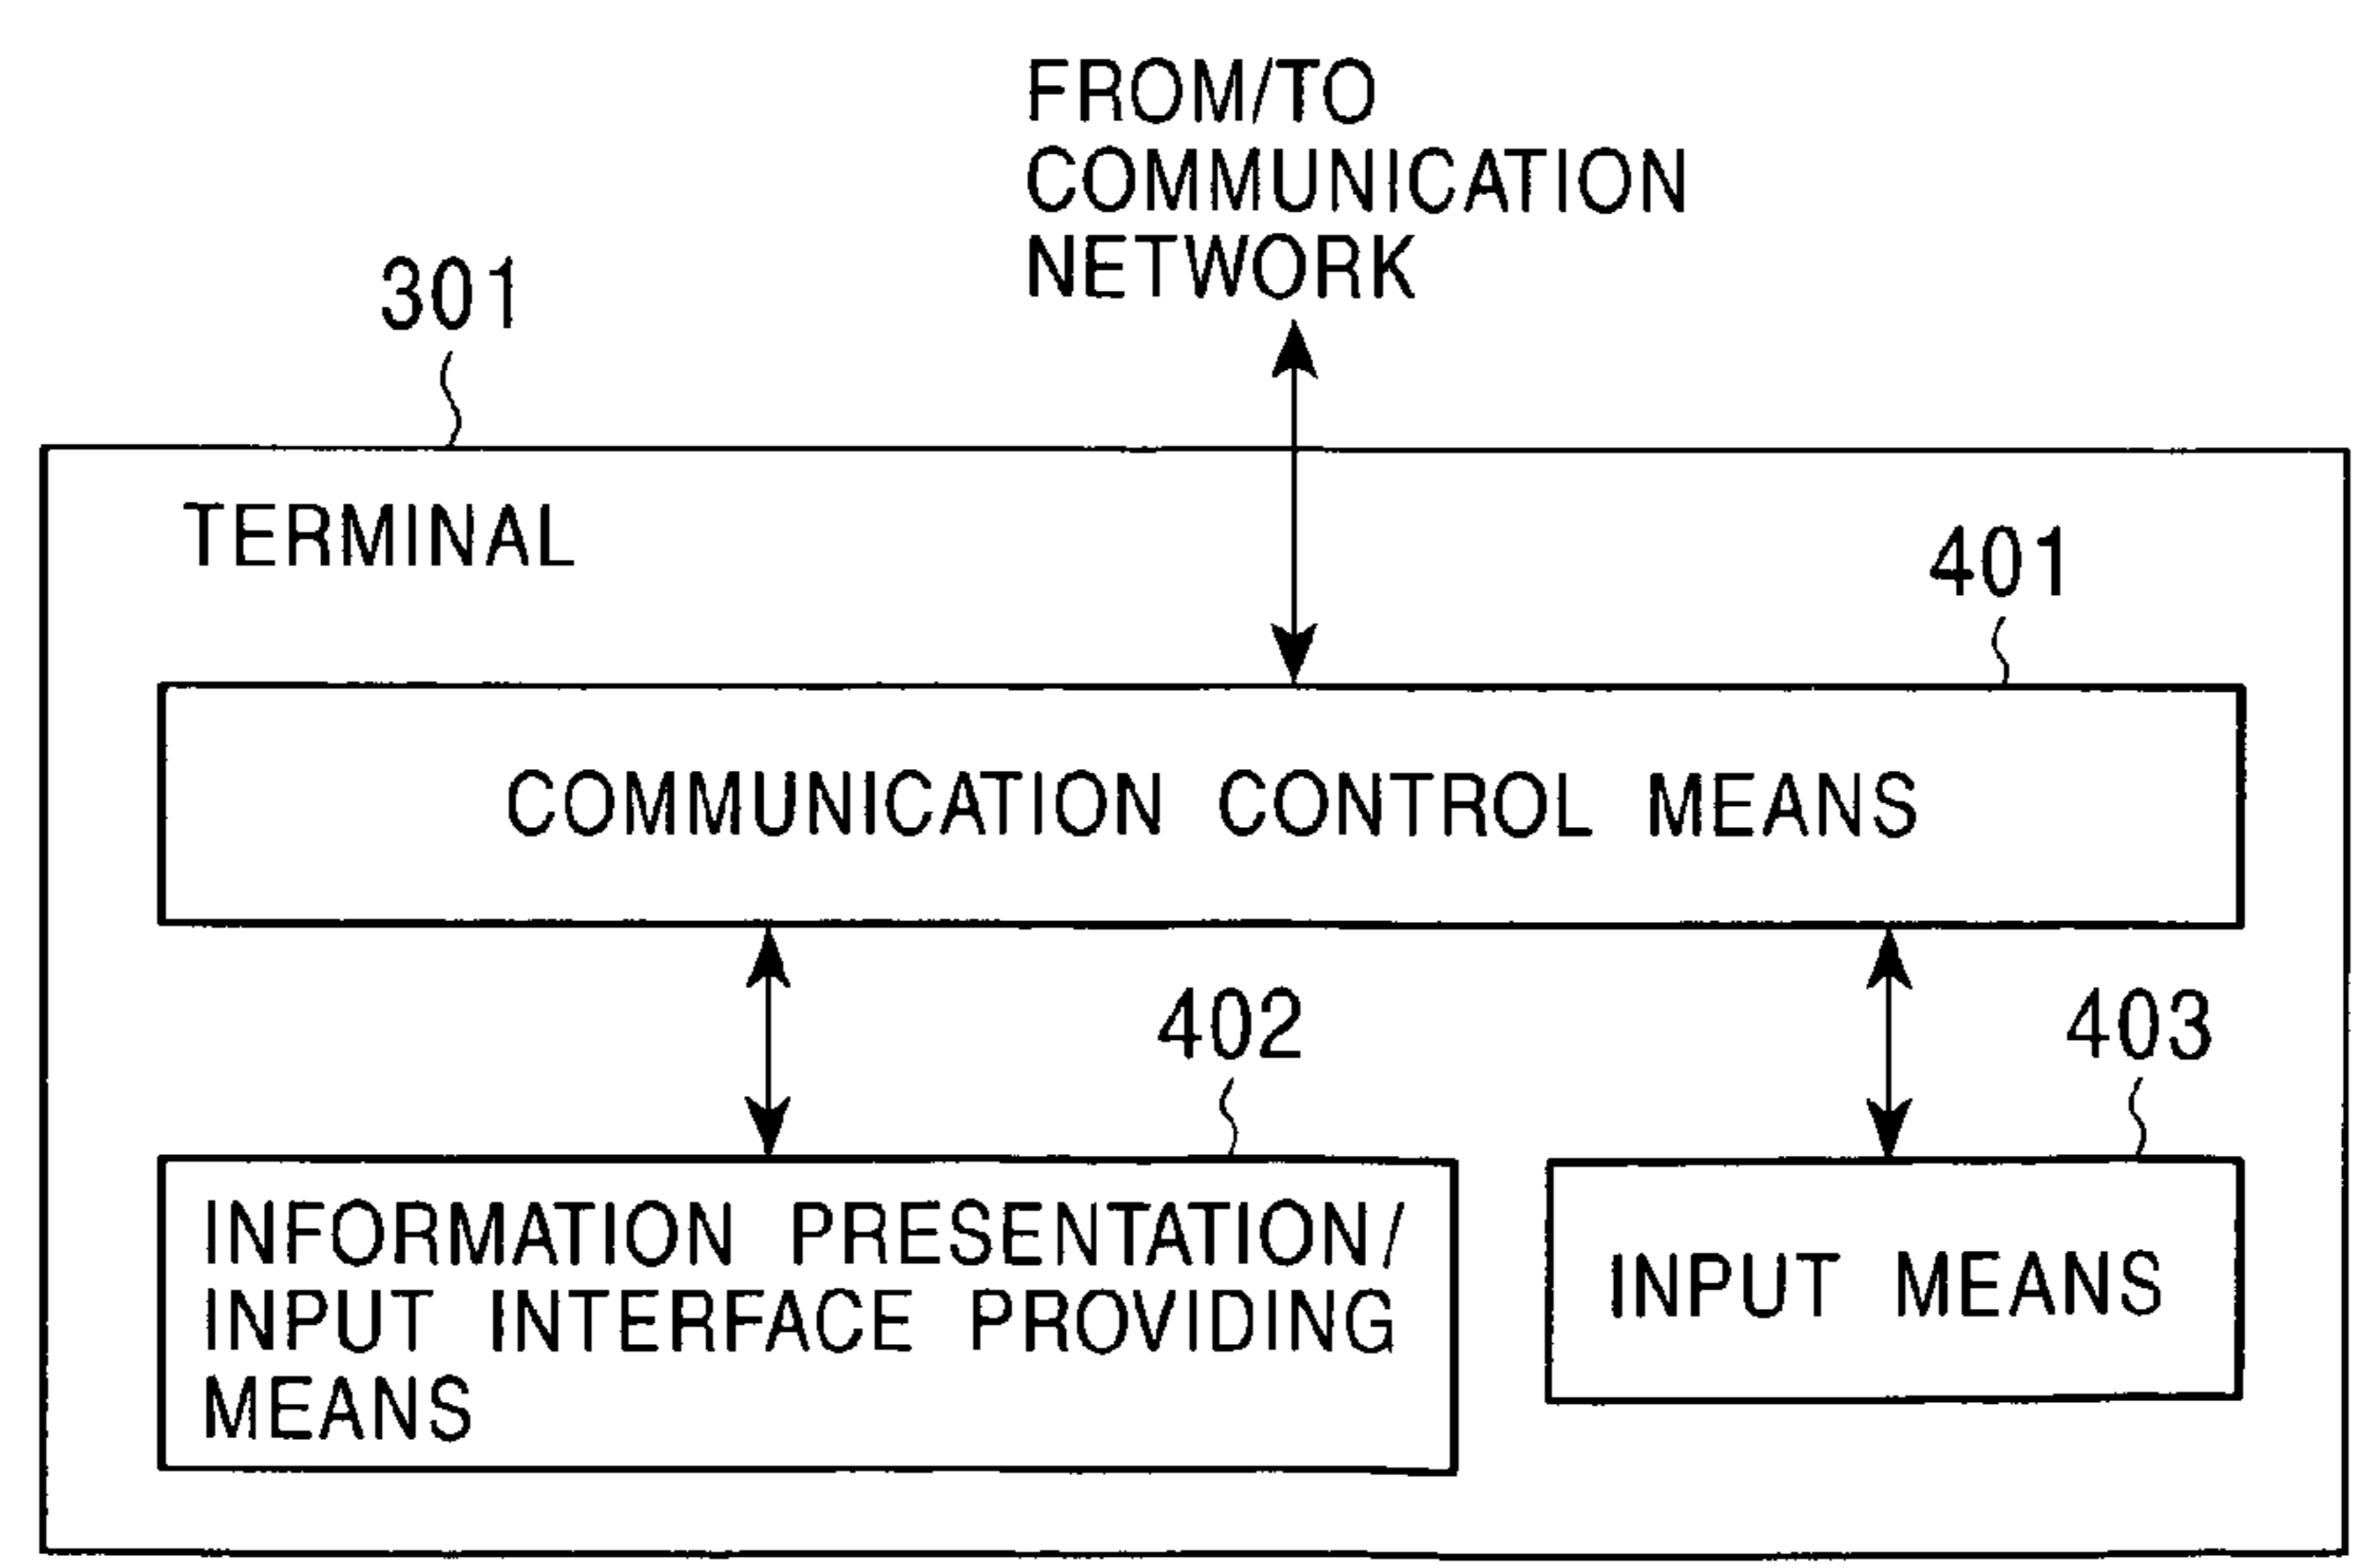 FROM/TO
COMMUNICATION
NETWORK
301
TERMINAL
401
COMMUNICATION CONTROL MEANS
402
403
INFORMATION PRESENTATION/
INPUT INTERFACE PROVIDING
MEANS
INPUT MEANS